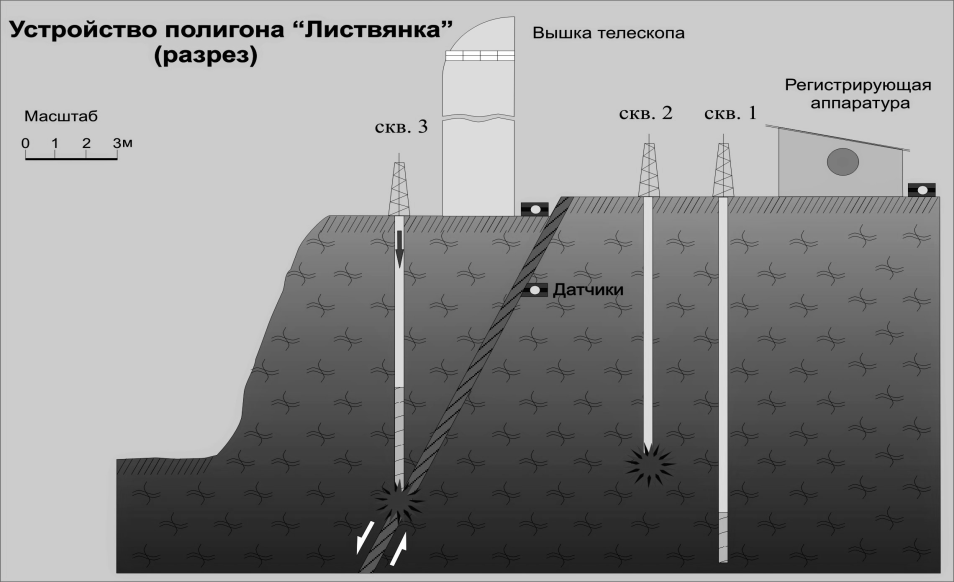 Устройство полигона “Листвянка”
(разрез)
Вышка телескопа
Регистрирующая
аппаратура
Масштаб
0 1 2 3м
скв. 3
скв. 2
скв. 1
Датчики